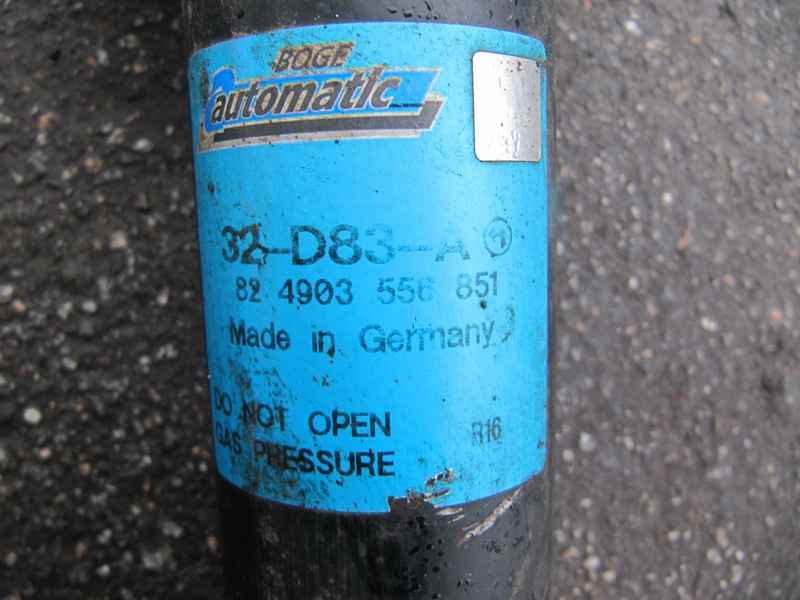 BOGE
automatic
32-D83-A
82 4903 556 851
Made in Germany
DO NOT OPEN
GAS PRESSURE
R16